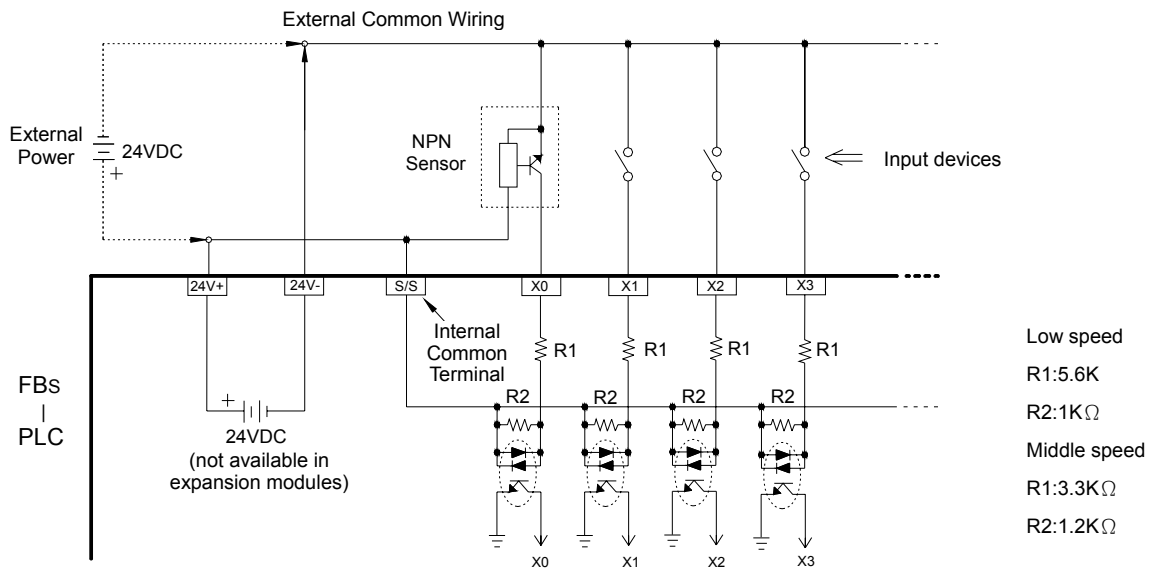 External Common Wiring
External
Power
24VDC
+
NPN
Sensor
Input devices
24V+
24V-
S/S
X0
X1
X2
X3
Internal
Common
Terminal
R1
R1
R1
R1
R2
R2
R2
R2
FBs
PLC
+
24VDC
(not available in
expansion modules)
X0
X1
X2
X3
Low speed
R1:5.6K
R2:1KΩ
Middle speed
R1:3.3KΩ
R2:1.2KΩ